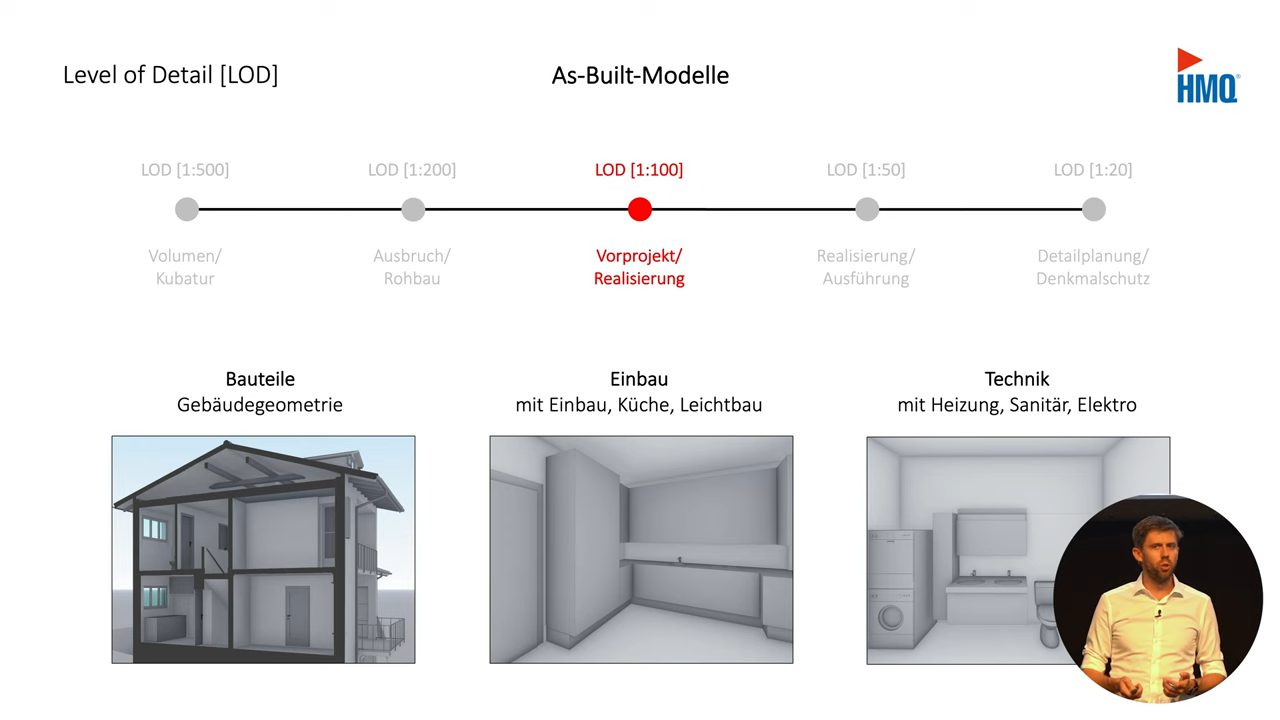 Level of Detail [LOD]
As-Built-Modelle
HMQ®
LOD [1:500]
LOD [1:200]
LOD [1:100]
LOD [1:50]
LOD [1:20]
Volumen/
Kubatur
Ausbruch/
Rohbau
Vorprojekt/
Realisierung
Realisierung/
Ausführung
Detailplanung/
Denkmalschutz
Bauteile
Gebäudegeometrie
Einbau
mit Einbau, Küche, Leichtbau
Technik
mit Heizung, Sanitär, Elektro